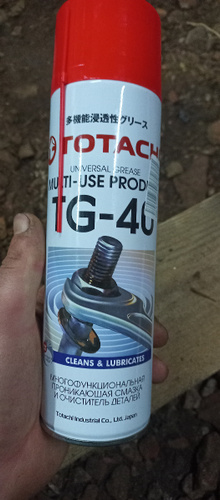 多機能浸透性グリース
TOTACHI
UNIVERSAL GREASE
MULTI-USE PROD
TG-40
CLEANS & LUBRICATES
МНОГОФУНКЦИОНАЛЬНАЯ
ПРОНИКАЮЩАЯ СМАЗКА
И ОЧИСТИТЕЛЬ ДЕТАЛЕЙ
Totachi Industrial Co., Ltd. Japan